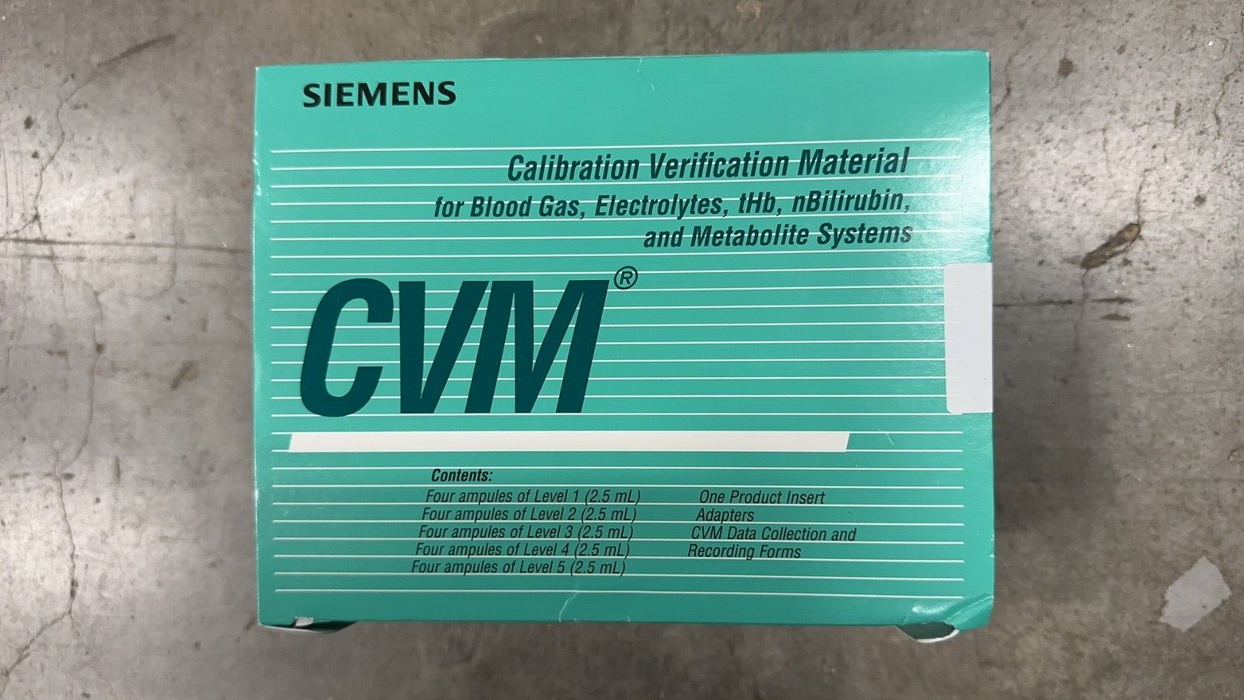 SIEMENS
Calibration Verification Material
for Blood Gas, Electrolytes, tHb, nBilirubin,
and Metabolite Systems
CVM®
Contents:
Four ampules of Level 1 (2.5 mL)
Four ampules of Level 2 (2.5 mL)
Four ampules of Level 3 (2.5 mL)
Four ampules of Level 4 (2.5 mL)
Four ampules of Level 5 (2.5 mL)
One Product Insert
Adapters
CVM Data Collection and
Recording Forms